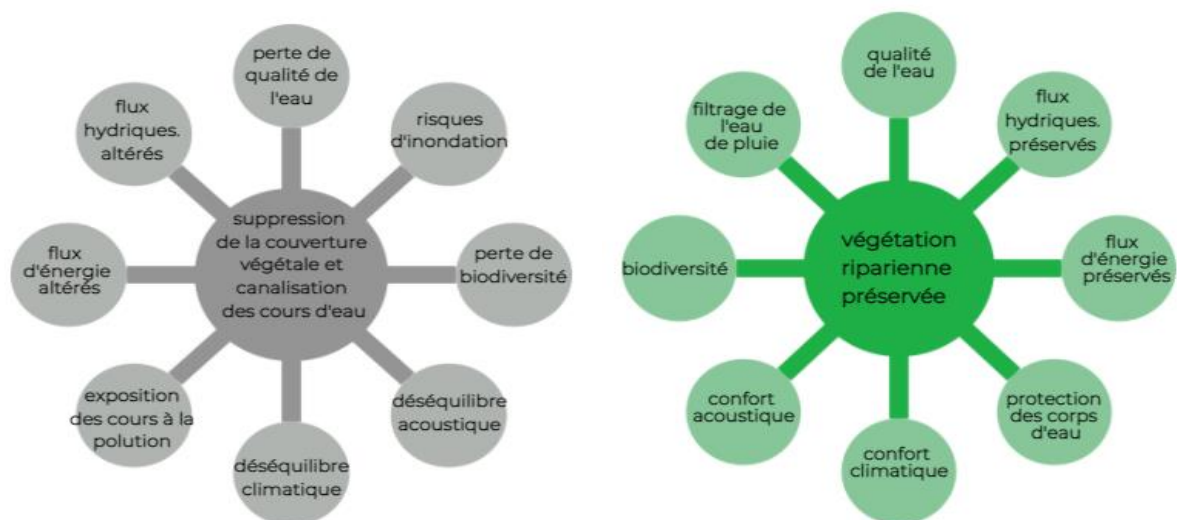 perte de
qualité de
l'eau
flux
hydriques.
altérés
risques
d'inondation
suppression
de la couverture
végétale et
canalisation
des cours d'eau
flux
d'énergie
altérés
perte de
biodiversité
exposition
des cours à la
polution
déséquilibre
acoustique
déséquilibre
climatique
qualité
de l'eau
filtrage de
l'eau
de pluie
flux
hydriques.
préservés
végétation
riparienne
préservée
biodiversité
flux
d'énergie
préservés
confort
acoustique
protection
des corps
d'eau
confort
climatique